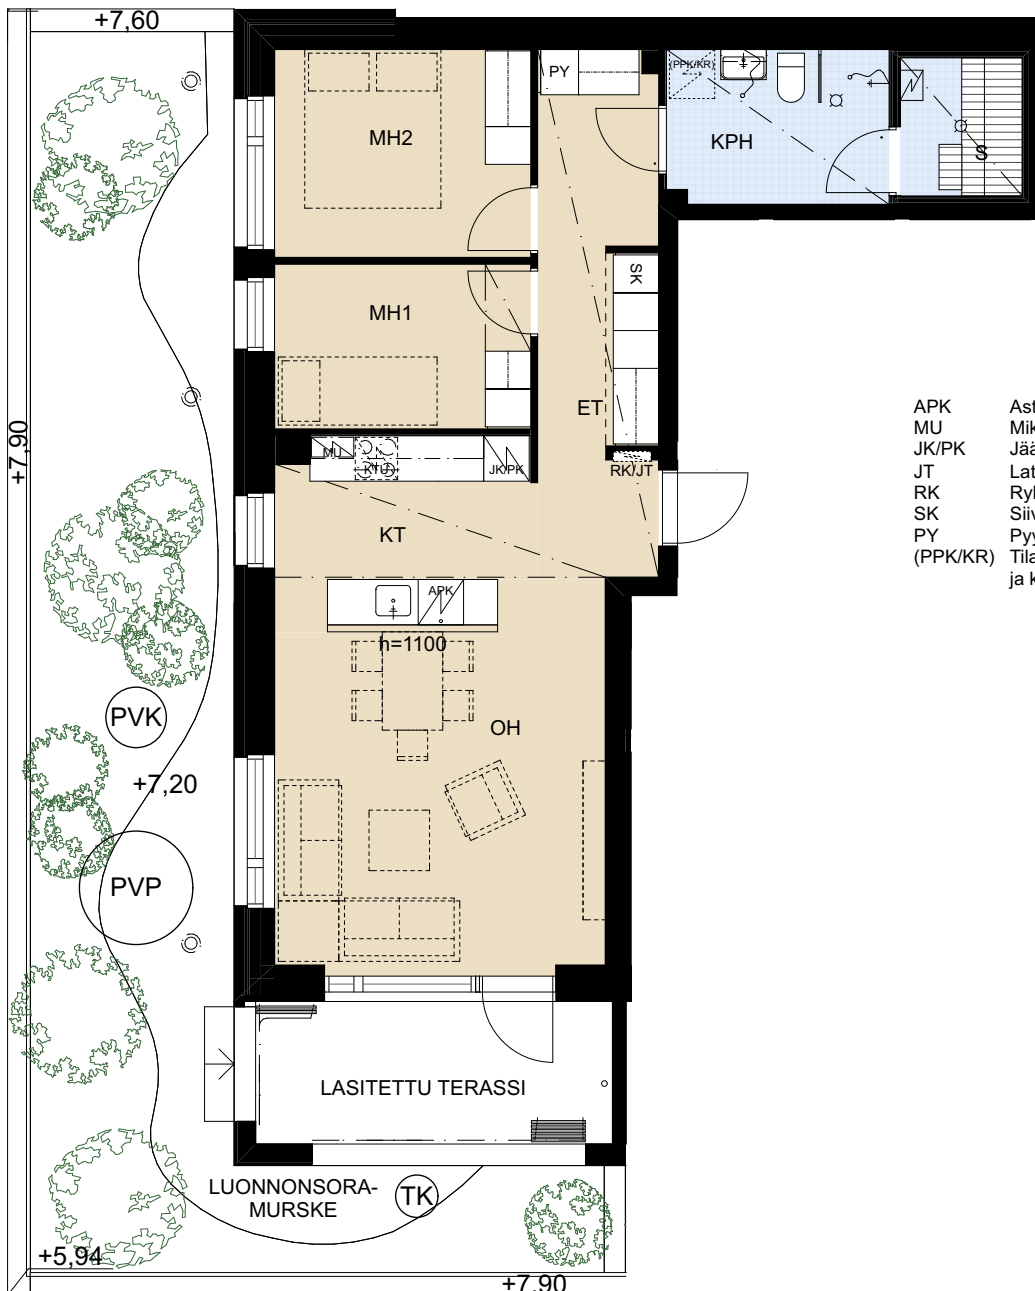 +7,60
PY
(PPK/KR)
MH2
KPH
S
SK
MH1
+7,90
ET
APK
MU
JK/PK
JT
RK
SK
PY
(PPK/KR)
MU
KTU
JK/PK
RK/JT
KT
APK
h=1100
PVK
OH
+7,20
PVP
LASITETTU TERASSI
LUONNONSORA-
MURSKE
TK
+5,94
+7,90